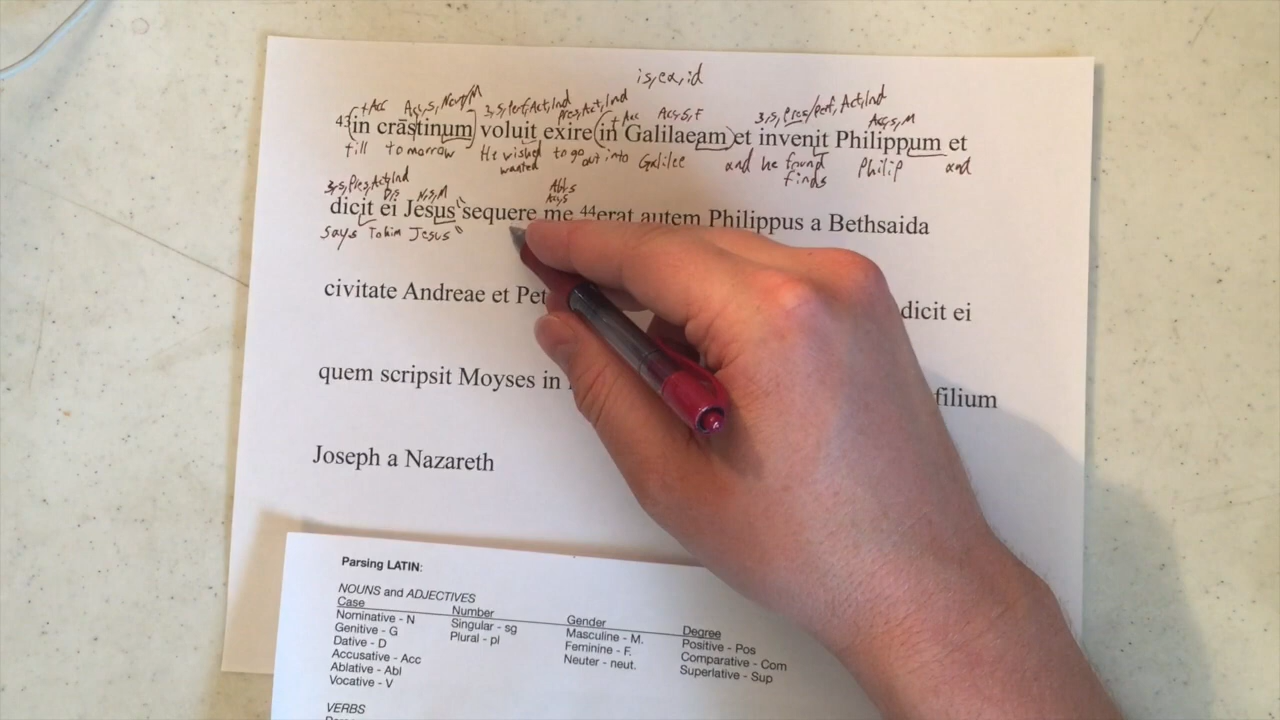 is, ea, id
+Acc Acc, S, Neut/M 3, s, Perf, Act, Ind Pres, Act, Ind +Acc Acc, S, F 3, s, Pres/Perf, Act, Ind Acc, S, M
43(in crāstinum) voluit exire (in Galilaeam) et invenit Philippum et
till tomorrow He wished to go out into Galilee and he found Philip and
wanted finds
3, s, Pres, Act, Ind D, S N, S, M Abl, S
Acc, S
dicit ei Jesus "sequere me 44erat autem Philippus a Bethsaida
says To him Jesus "
civitate Andreae et Pet dicit ei
quem scripsit Moyses in filium
Joseph a Nazareth
Parsing LATIN:
NOUNS and ADJECTIVES
Case Number Gender Degree
Nominative - N Singular - sg Masculine - M. Positive - Pos
Genitive - G Plural - pl Feminine - F. Comparative - Com
Dative - D Neuter - neut. Superlative - Sup
Accusative - Acc
Ablative - Abl
Vocative - V
VERBS